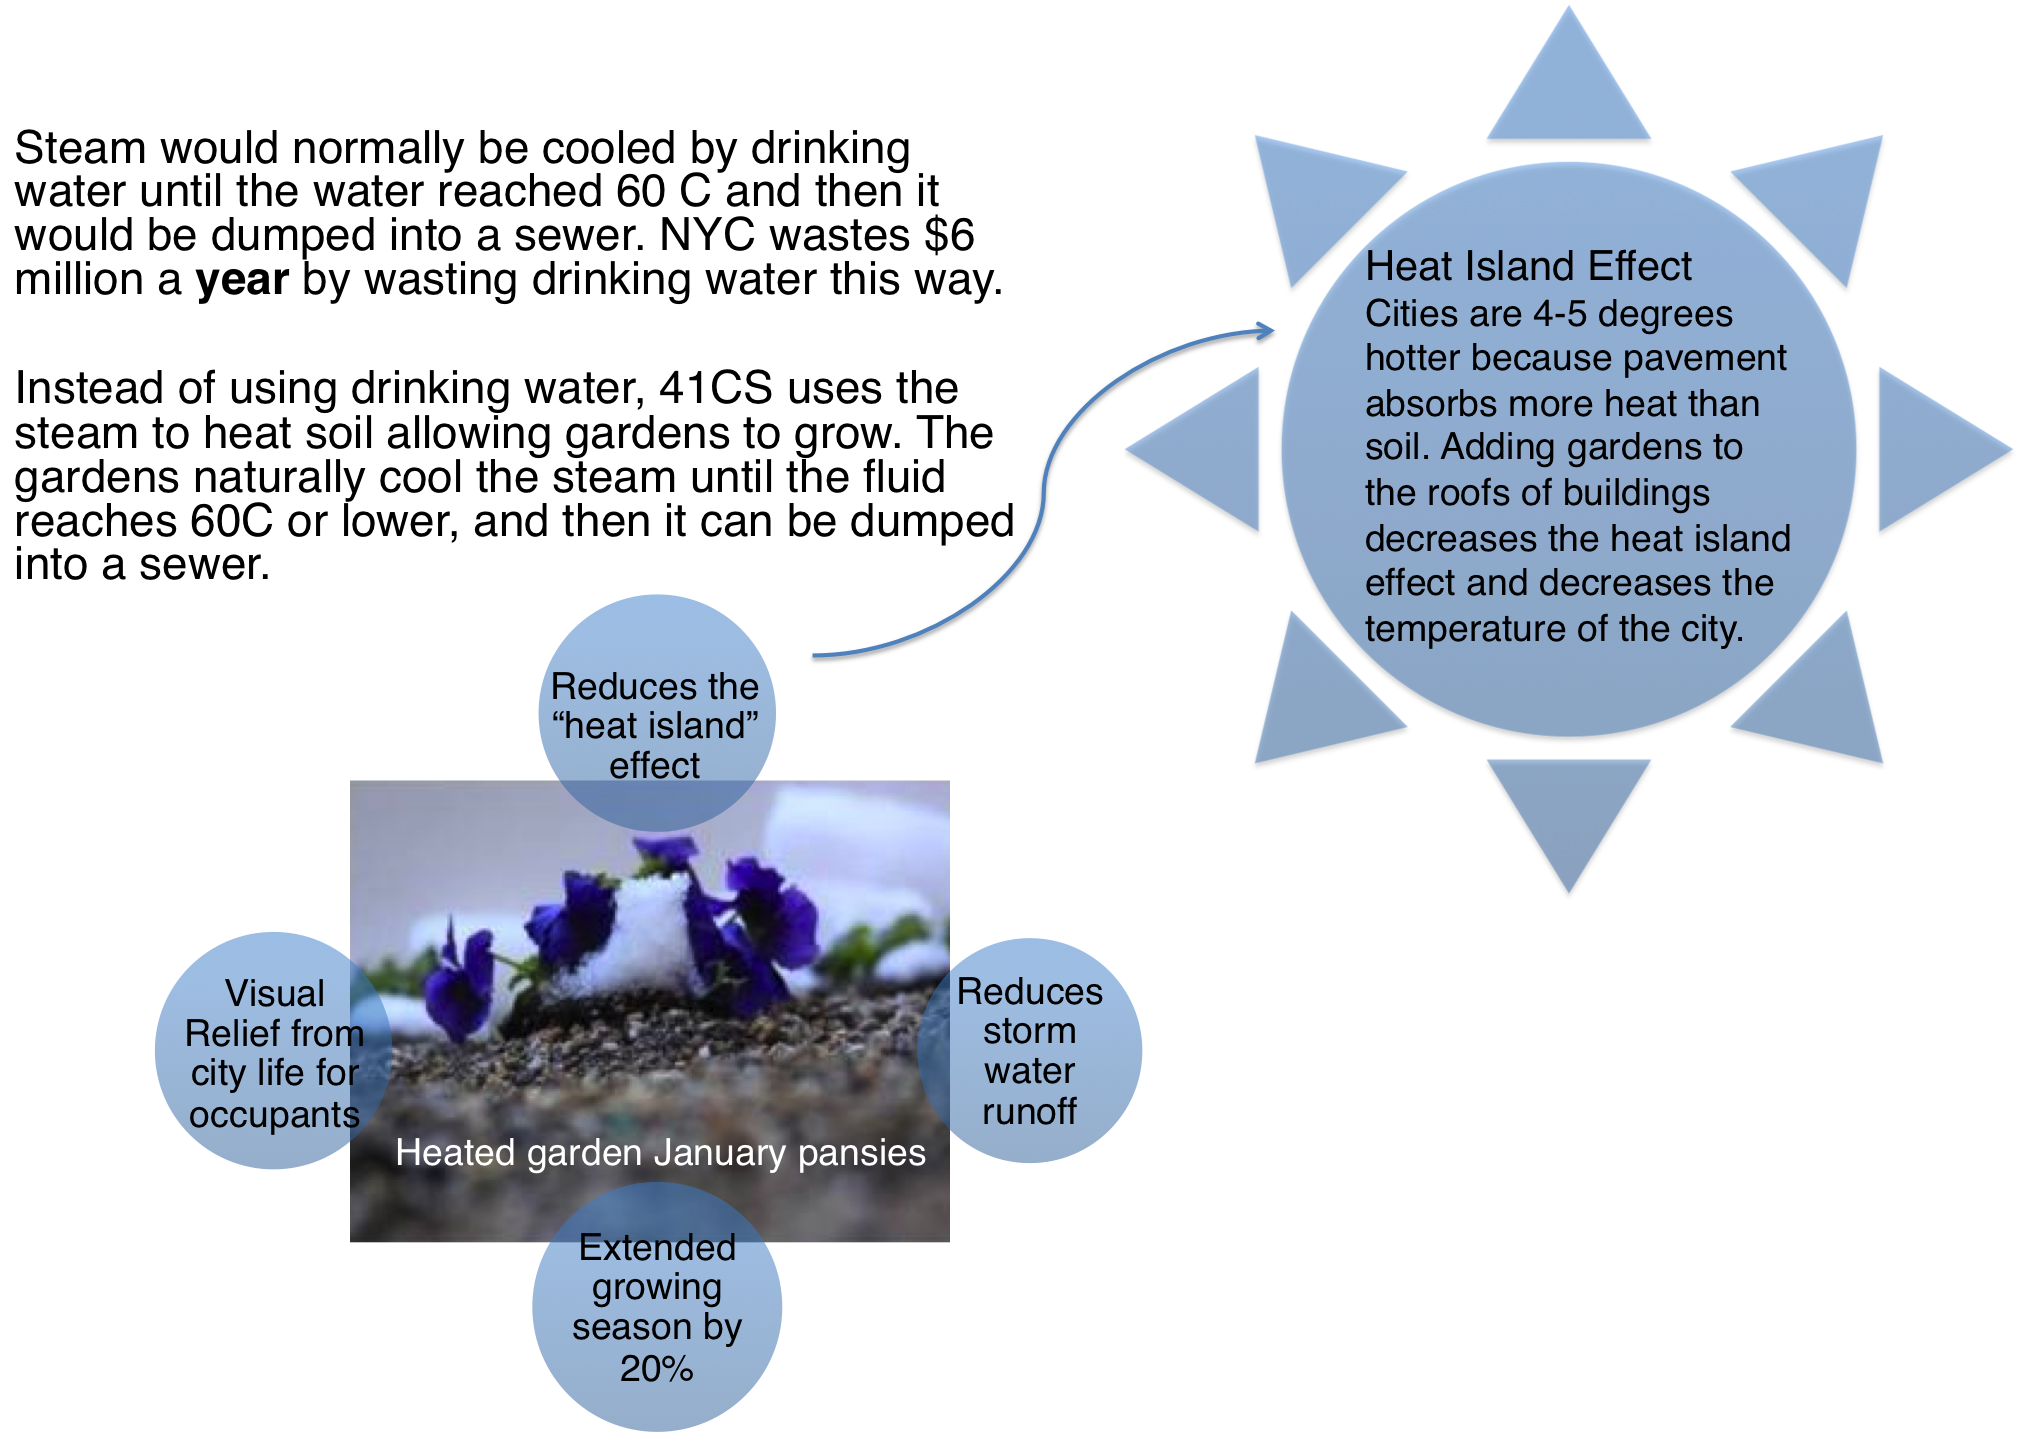 Steam would normally be cooled by drinking
water until the water reached 60 C and then it
would be dumped into a sewer. NYC wastes $6
million a year by wasting drinking water this way.
Instead of using drinking water, 41CS uses the
steam to heat soil allowing gardens to grow. The
gardens naturally cool the steam until the fluid
reaches 60C or lower, and then it can be dumped
into a sewer.
Heat Island Effect
Cities are 4-5 degrees
hotter because pavement
absorbs more heat than
soil. Adding gardens to
the roofs of buildings
decreases the heat island
effect and decreases the
temperature of the city.
Reduces the
“heat island”
effect
Visual
Relief from
city life for
occupants
Reduces
storm
water
runoff
Heated garden January pansies
Extended
growing
season by
20%